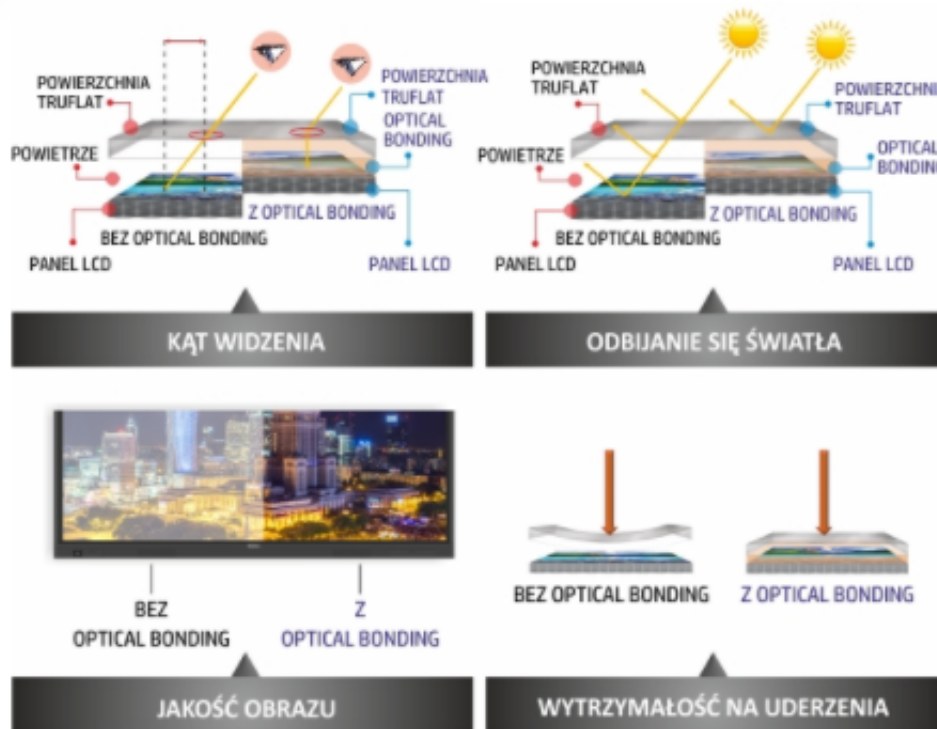 POWIERZCHNIA
TRUFLAT
POWIETRZE
PANEL LCD
BEZ OPTICAL BONDING
POWIERZCHNIA
TRUFLAT
OPTICAL
BONDING
Z OPTICAL BONDING
PANEL LCD
KĄT WIDZENIA
POWIERZCHNIA
TRUFLAT
POWIETRZE
PANEL LCD
BEZ OPTICAL BONDING
POWIERZCHNI
TRUFLAT
OPTICAL
BONDING
Z OPTICAL BONDING
PANEL LCD
ODBIJANIE SIĘ ŚWIATŁA
BEZ
OPTICAL BONDING
Z
OPTICAL BONDING
JAKOŚĆ OBRAZU
BEZ OPTICAL BONDING
Z OPTICAL BONDING
WYTRZYMAŁOŚĆ NA UDERZENIA